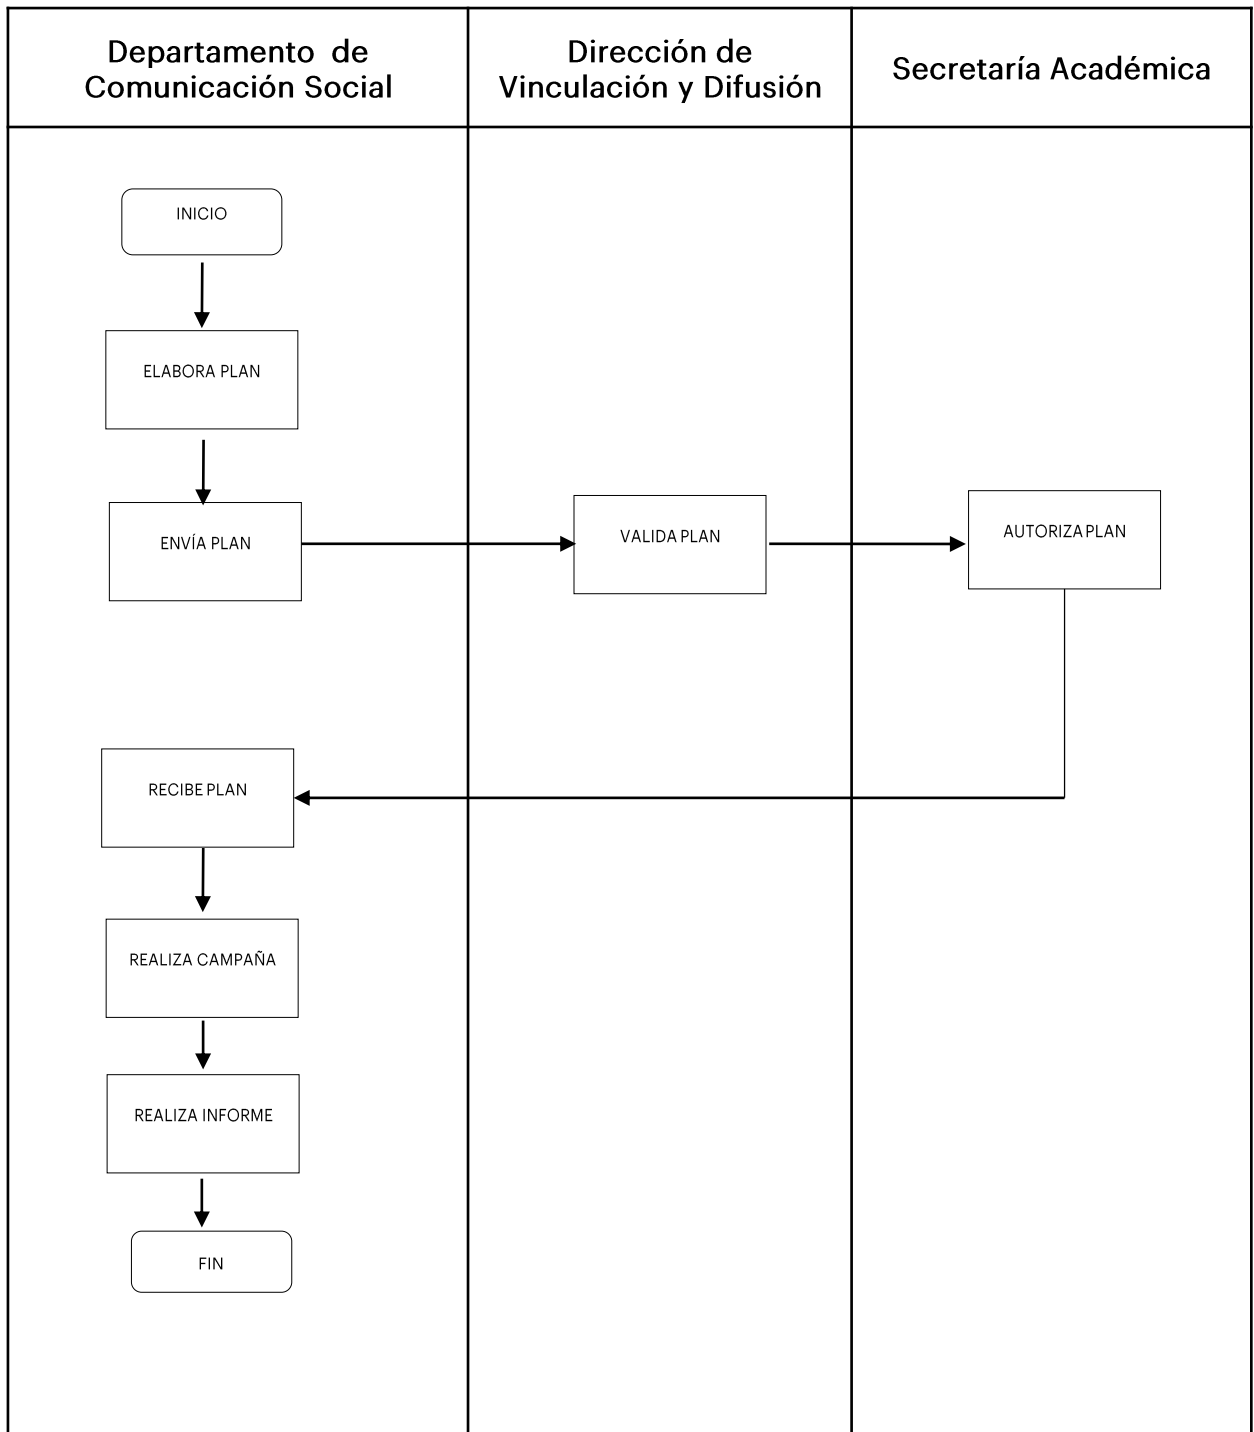 Departamento de
Comunicación Social
Dirección de
Vinculación y Difusión
Secretaría Académica
INICIO
ELABORA PLAN
ENVÍA PLAN
VALIDA PLAN
AUTORIZA PLAN
RECIBE PLAN
REALIZA CAMPAÑA
REALIZA INFORME
FIN